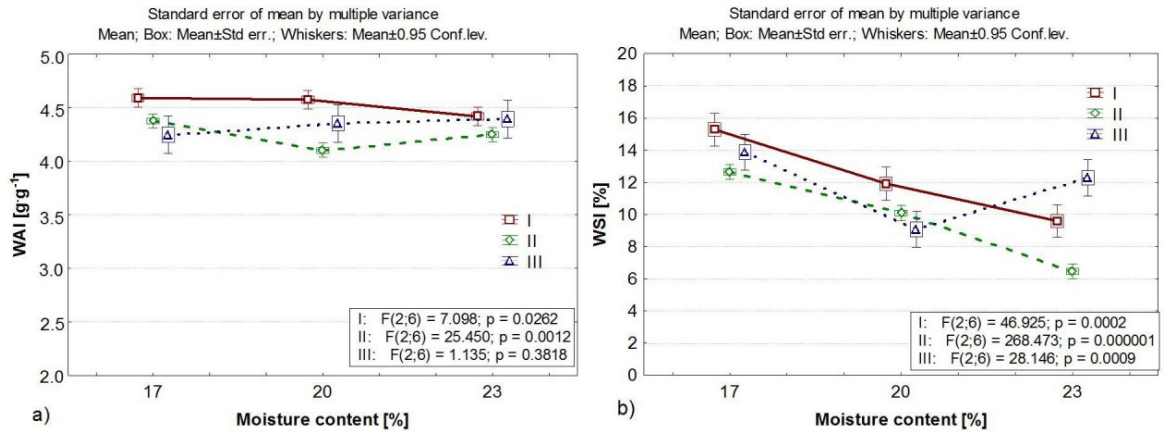 Standard error of mean by multiple variance
Mean; Box: Mean±Std err.; Whiskers: Mean±0.95 Conf.lev.
5.0
4.5
4.0
3.5
3.0
4.5
2.0
WAI [g·g⁻¹]
I
II
III
I: F(2;6) = 7.098; p = 0.0262
II: F(2;6) = 25.450; p = 0.0012
III: F(2;6) = 1.135; p = 0.3818
17 20 23
a) Moisture content [%]
Standard error of mean by multiple variance
Mean; Box: Mean±Std err.; Whiskers: Mean±0.95 Conf.lev.
20
18
16
14
12
10
8
6
4
2
0
WSI [%]
I
II
III
I: F(2;6) = 46.925; p = 0.0002
II: F(2;6) = 268.473; p = 0.000001
III: F(2;6) = 28.146; p = 0.0009
17 20 23
b) Moisture content [%]